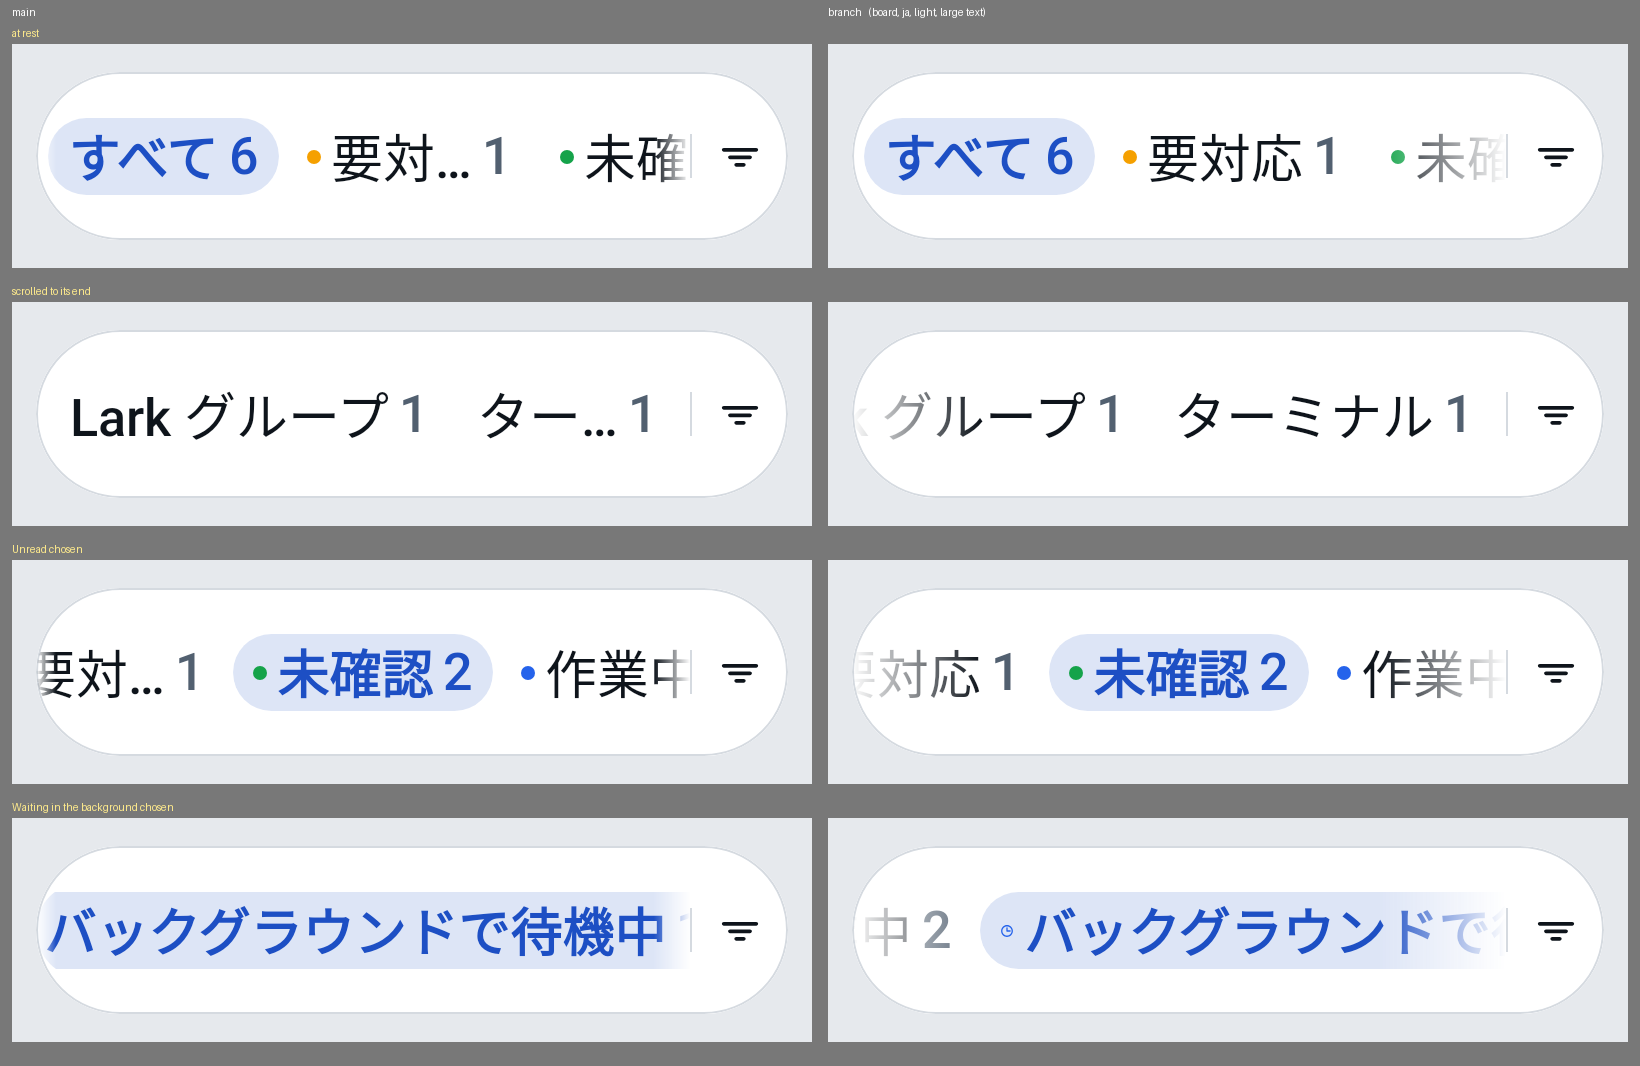 main
branch (board, ja, light, large text)
at rest
すべて 6 要対... 1 未確
すべて 6 要対応 1 未確
scrolled to its end
Lark グループ 1 ター... 1
グループ 1 ターミナル 1
Unread chosen
要対... 1 未確認 2 作業中
要対応 1 未確認 2 作業中
Waiting in the background chosen
バックグラウンドで待機中
中 2 バックグラウンドで